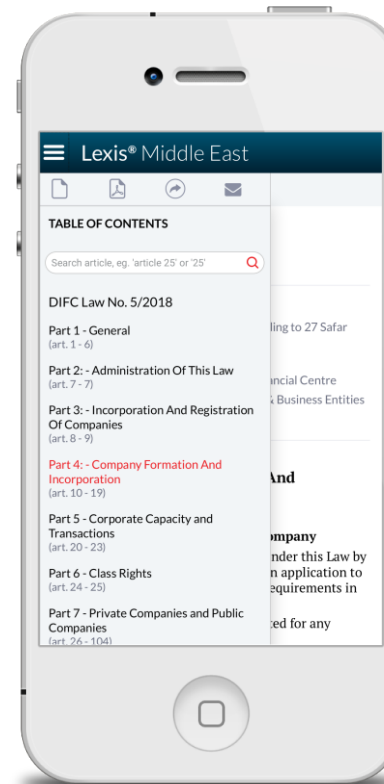 Lexis® Middle East
TABLE OF CONTENTS
Search article, eg. 'article 25' or '25'
DIFC Law No. 5/2018
Part 1 - General
(art. 1 - 6)
Part 2: - Administration Of This Law
(art. 7 - 7)
Part 3: - Incorporation And Registration
Of Companies
(art. 8 - 9)
Part 4: - Company Formation And
Incorporation
(art. 10 - 19)
Part 5 - Corporate Capacity and
Transactions
(art. 20 - 23)
Part 6 - Class Rights
(art. 24 - 25)
Part 7 - Private Companies and Public
Companies
(art. 26 - 104)
ling to 27 Safar
ncial Centre
& Business Entities
And
ompany
nder this Law by
n application to
equirements in
ted for any